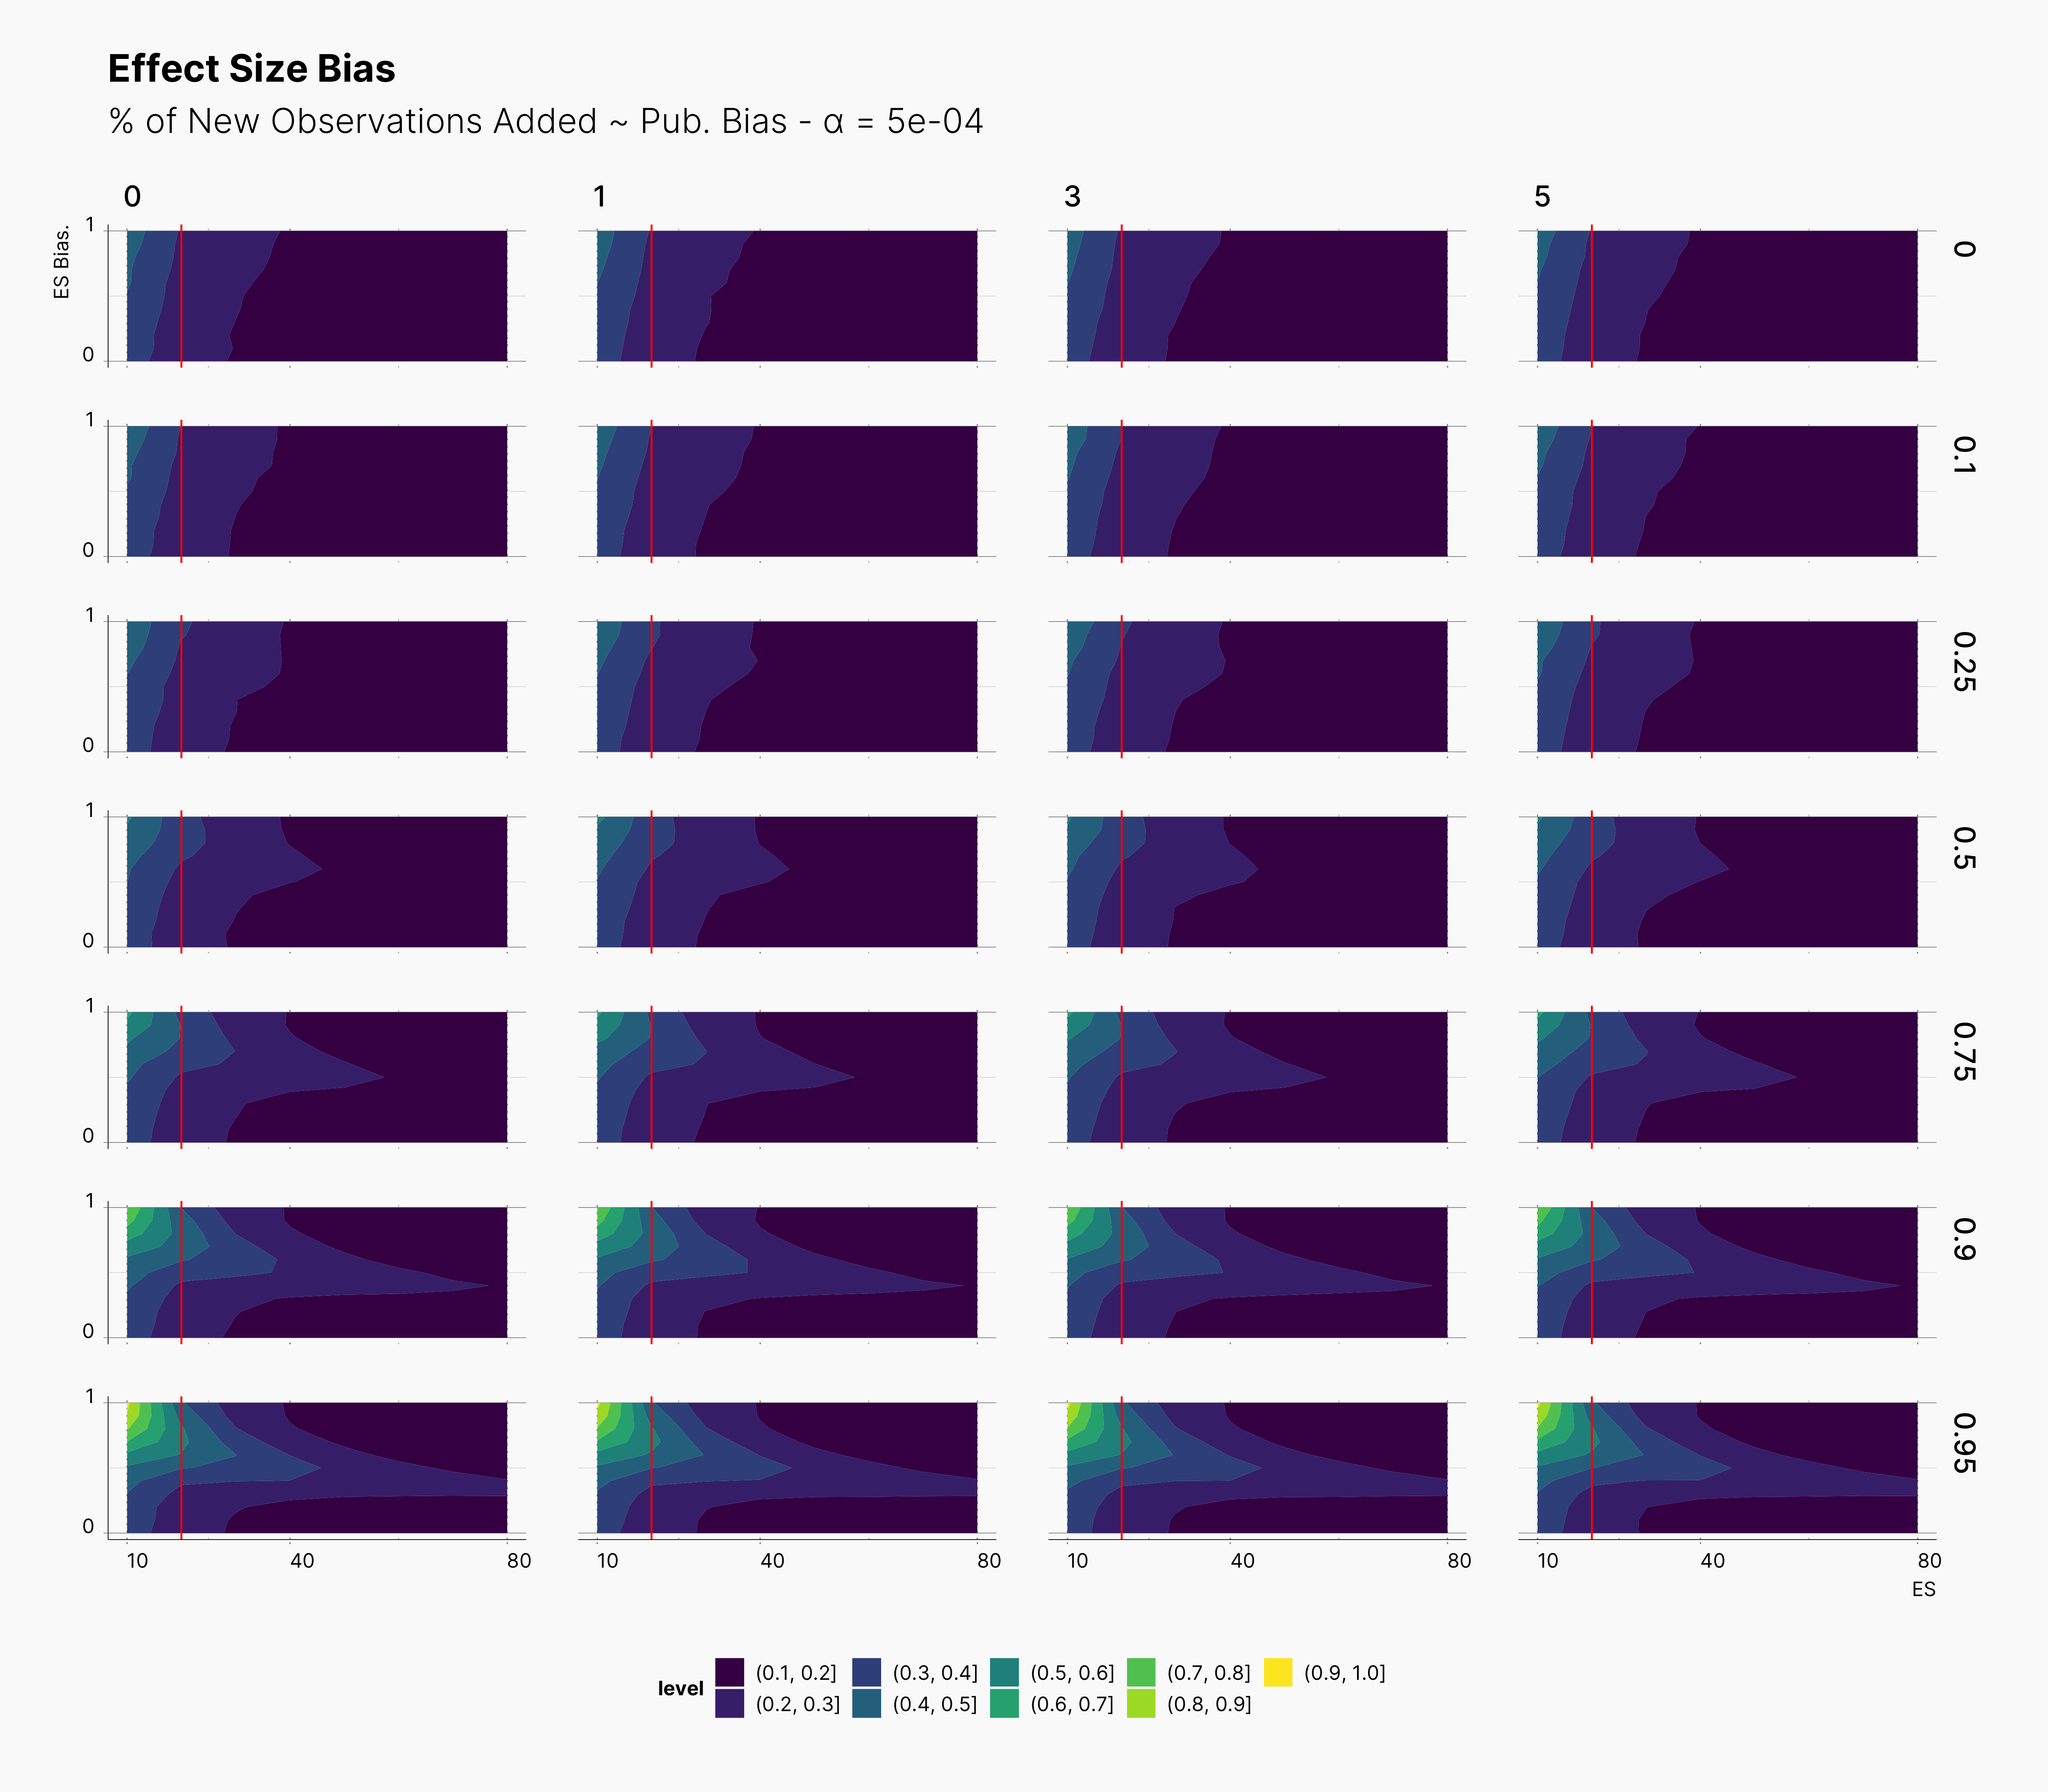 Effect Size Bias
% of New Observations Added ~ Pub. Bias - α = 5e-04
0 1 3 5
ES Bias.
1
0
0
1
0
0.1
1
0
0.25
1
0
0.5
1
0
0.75
1
0
0.9
1
0
0.95
10 40 80 10 40 80 10 40 80 10 40 80
ES
level
(0.1, 0.2] (0.3, 0.4] (0.5, 0.6] (0.7, 0.8] (0.9, 1.0]
(0.2, 0.3] (0.4, 0.5] (0.6, 0.7] (0.8, 0.9]